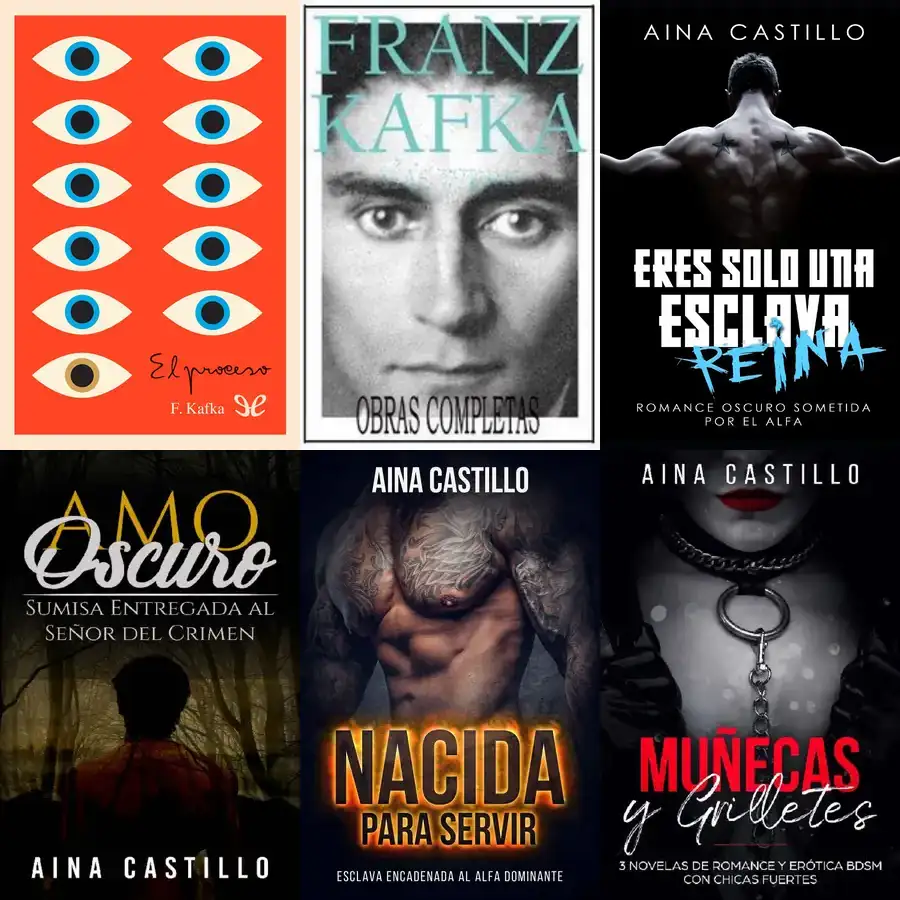 El proceso
F. Kafka
FRANZ
KAFKA
OBRAS COMPLETAS
AINA CASTILLO
ERES SOLO UNA
ESCLAVA
REINA
ROMANCE OSCURO SOMETIDA
POR EL ALFA
AMO
Oscuro
SUMISA ENTREGADA AL
SEÑOR DEL CRIMEN
AINA CASTILLO
AINA CASTILLO
NACIDA
PARA SERVIR
ESCLAVA ENCADENADA AL ALFA DOMINANTE
AINA CASTILLO
MUÑECAS
y Grilletes
3 NOVELAS DE ROMANCE Y ERÓTICA BDSM
CON CHICAS FUERTES